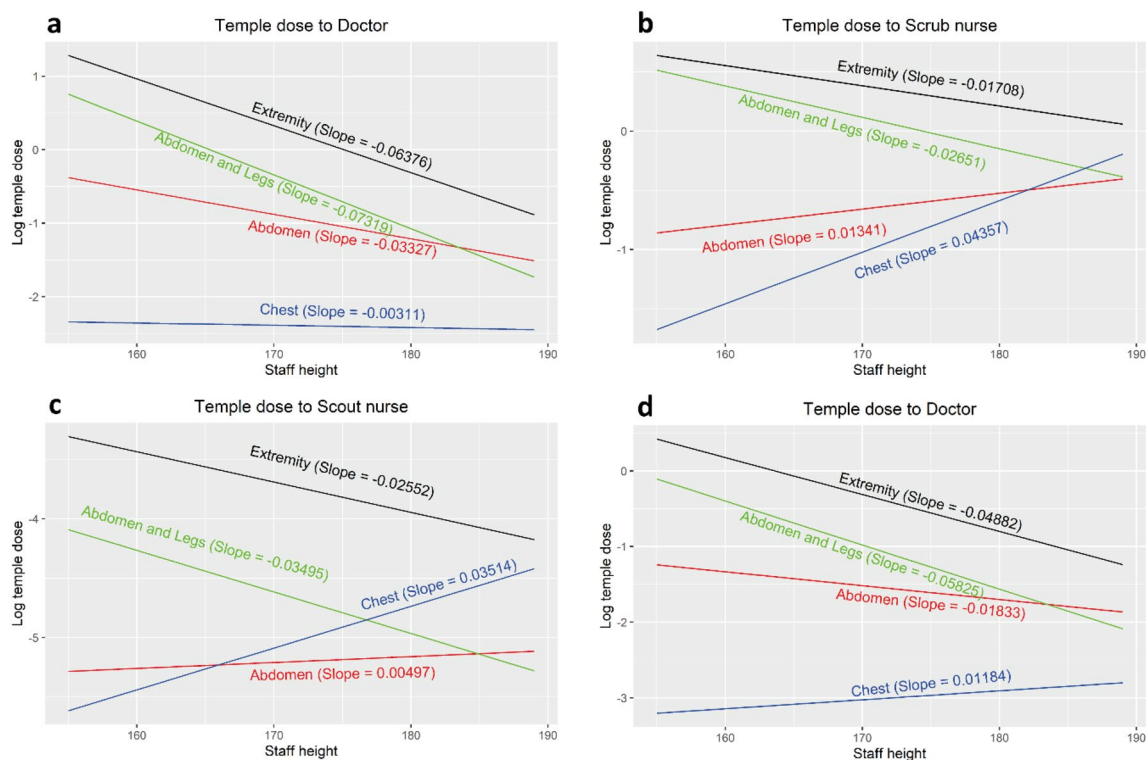 a
Temple dose to Doctor
Log temple dose
1
0
-1
-2
Extremity (Slope = -0.06376)
Abdomen and Legs (Slope = -0.07319)
Abdomen (Slope = -0.03327)
Chest (Slope = -0.00311)
160 170 180 190
Staff height
b
Temple dose to Scrub nurse
Log temple dose
0
-1
Extremity (Slope = -0.01708)
Abdomen and Legs (Slope = -0.02651)
Abdomen (Slope = 0.01341)
Chest (Slope = 0.04357)
160 170 180 190
Staff height
c
Temple dose to Scout nurse
Log temple dose
-4
-5
Extremity (Slope = -0.02552)
Abdomen and Legs (Slope = -0.03495)
Chest (Slope = 0.03514)
Abdomen (Slope = 0.00497)
160 170 180 190
Staff height
d
Temple dose to Doctor
Log temple dose
0
-1
-2
-3
Extremity (Slope = -0.04882)
Abdomen and Legs (Slope = -0.05825)
Abdomen (Slope = -0.01833)
Chest (Slope = 0.01184)
160 170 180 190
Staff height